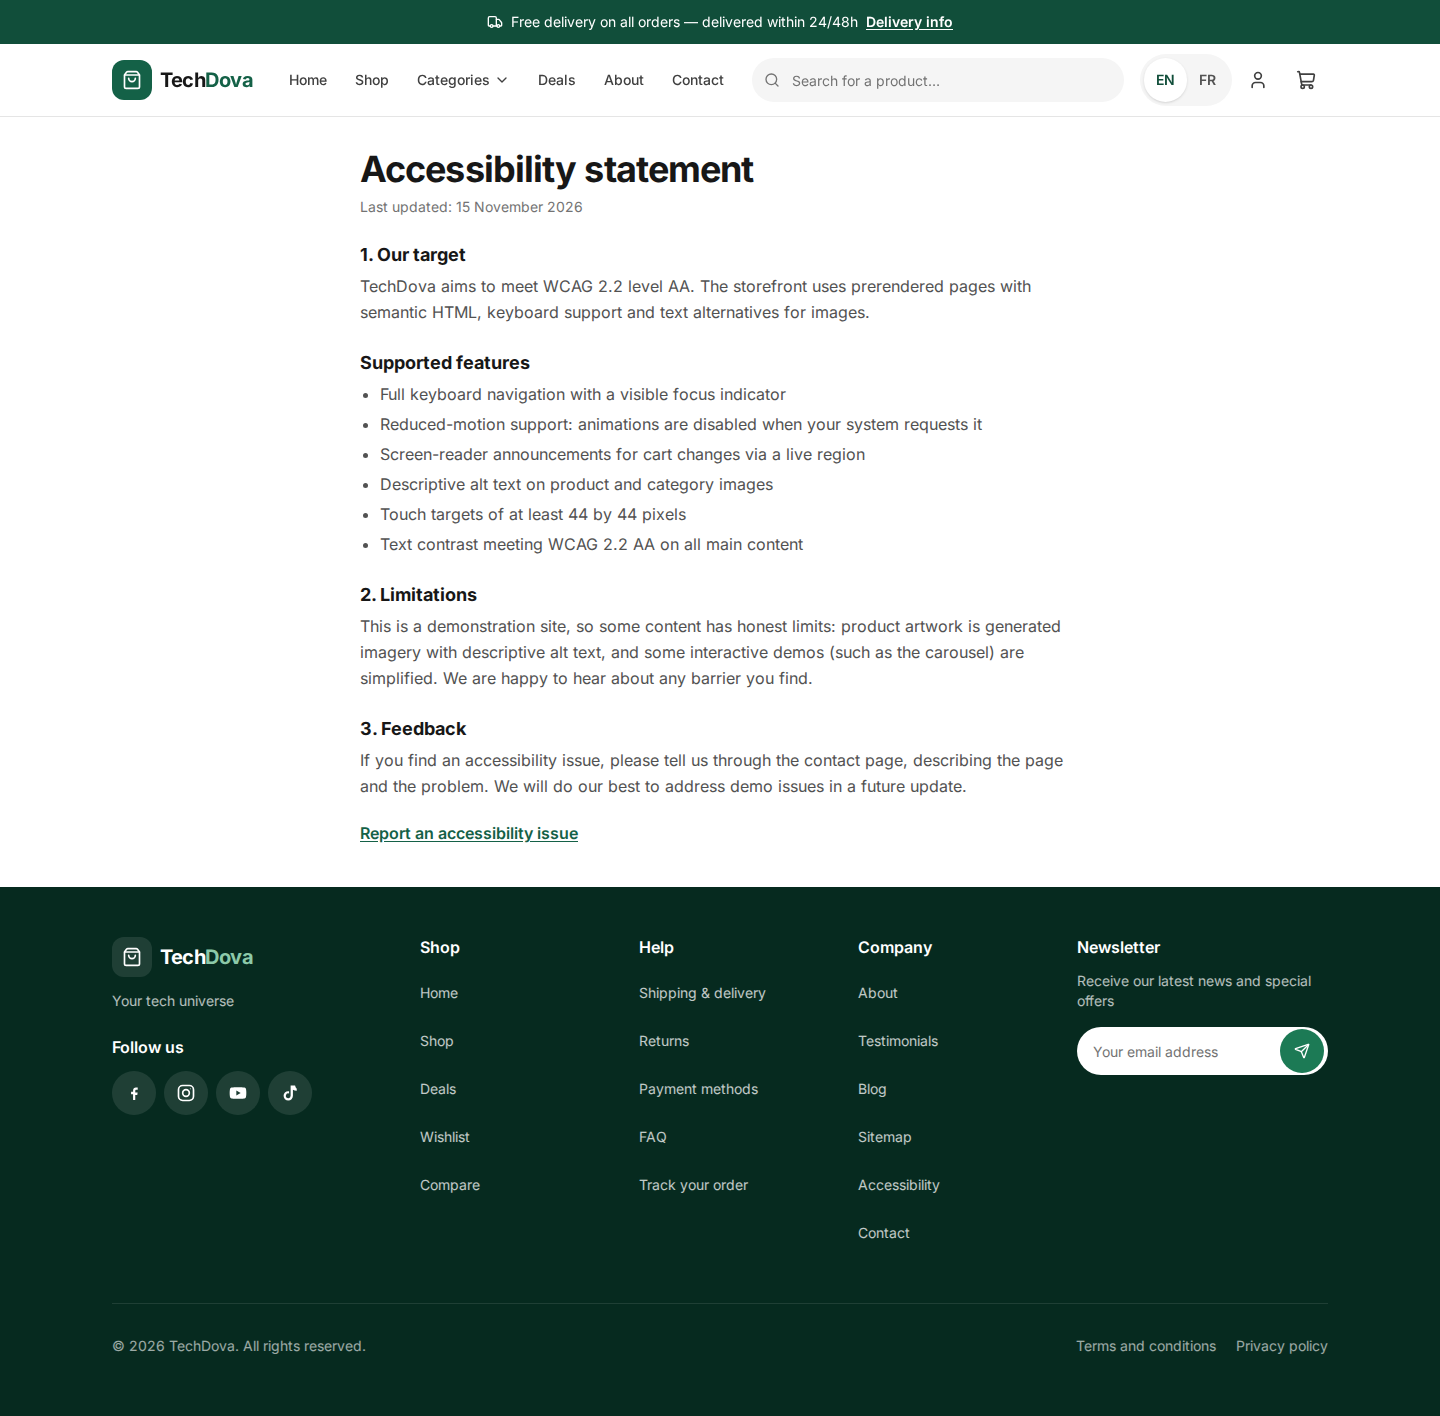 Free delivery on all orders — delivered within 24/48h Delivery info
TechDova
Home
Shop
Categories
Deals
About
Contact
Search for a product...
EN
FR
Accessibility statement
Last updated: 15 November 2026
1. Our target
TechDova aims to meet WCAG 2.2 level AA. The storefront uses prerendered pages with
semantic HTML, keyboard support and text alternatives for images.
Supported features
• Full keyboard navigation with a visible focus indicator
• Reduced-motion support: animations are disabled when your system requests it
• Screen-reader announcements for cart changes via a live region
• Descriptive alt text on product and category images
• Touch targets of at least 44 by 44 pixels
• Text contrast meeting WCAG 2.2 AA on all main content
2. Limitations
This is a demonstration site, so some content has honest limits: product artwork is generated
imagery with descriptive alt text, and some interactive demos (such as the carousel) are
simplified. We are happy to hear about any barrier you find.
3. Feedback
If you find an accessibility issue, please tell us through the contact page, describing the page
and the problem. We will do our best to address demo issues in a future update.
Report an accessibility issue
TechDova
Your tech universe
Follow us
Shop
Home
Shop
Deals
Wishlist
Compare
Help
Shipping & delivery
Returns
Payment methods
FAQ
Track your order
Company
About
Testimonials
Blog
Sitemap
Accessibility
Contact
Newsletter
Receive our latest news and special
offers
Your email address
© 2026 TechDova. All rights reserved.
Terms and conditions
Privacy policy